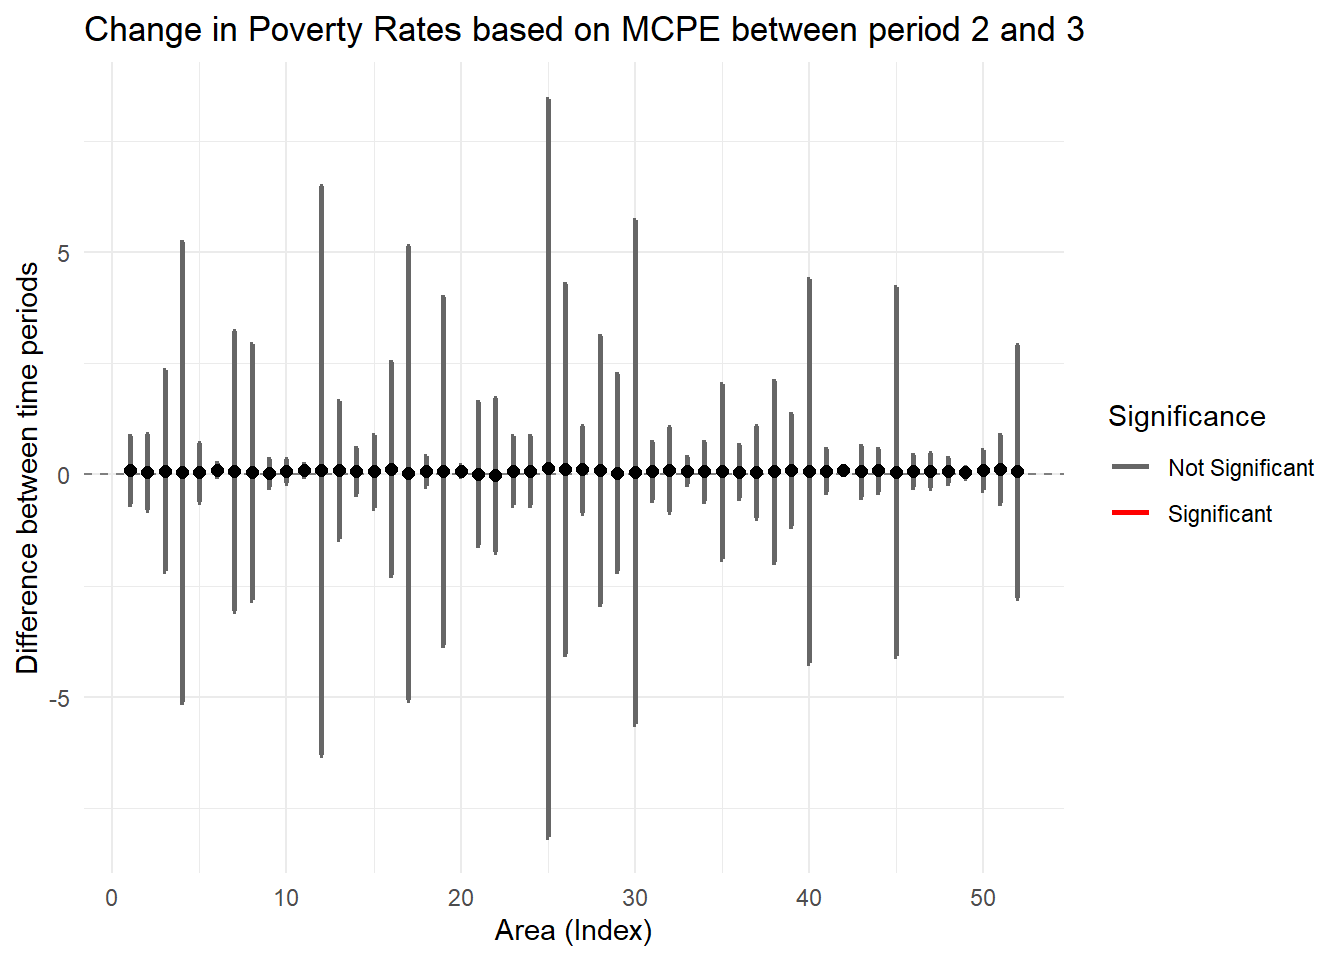 Change in Poverty Rates based on MCPE between period 2 and 3
Difference between time periods
5
0
-5
0 10 20 30 40 50
Area (Index)
Significance
Not Significant
Significant